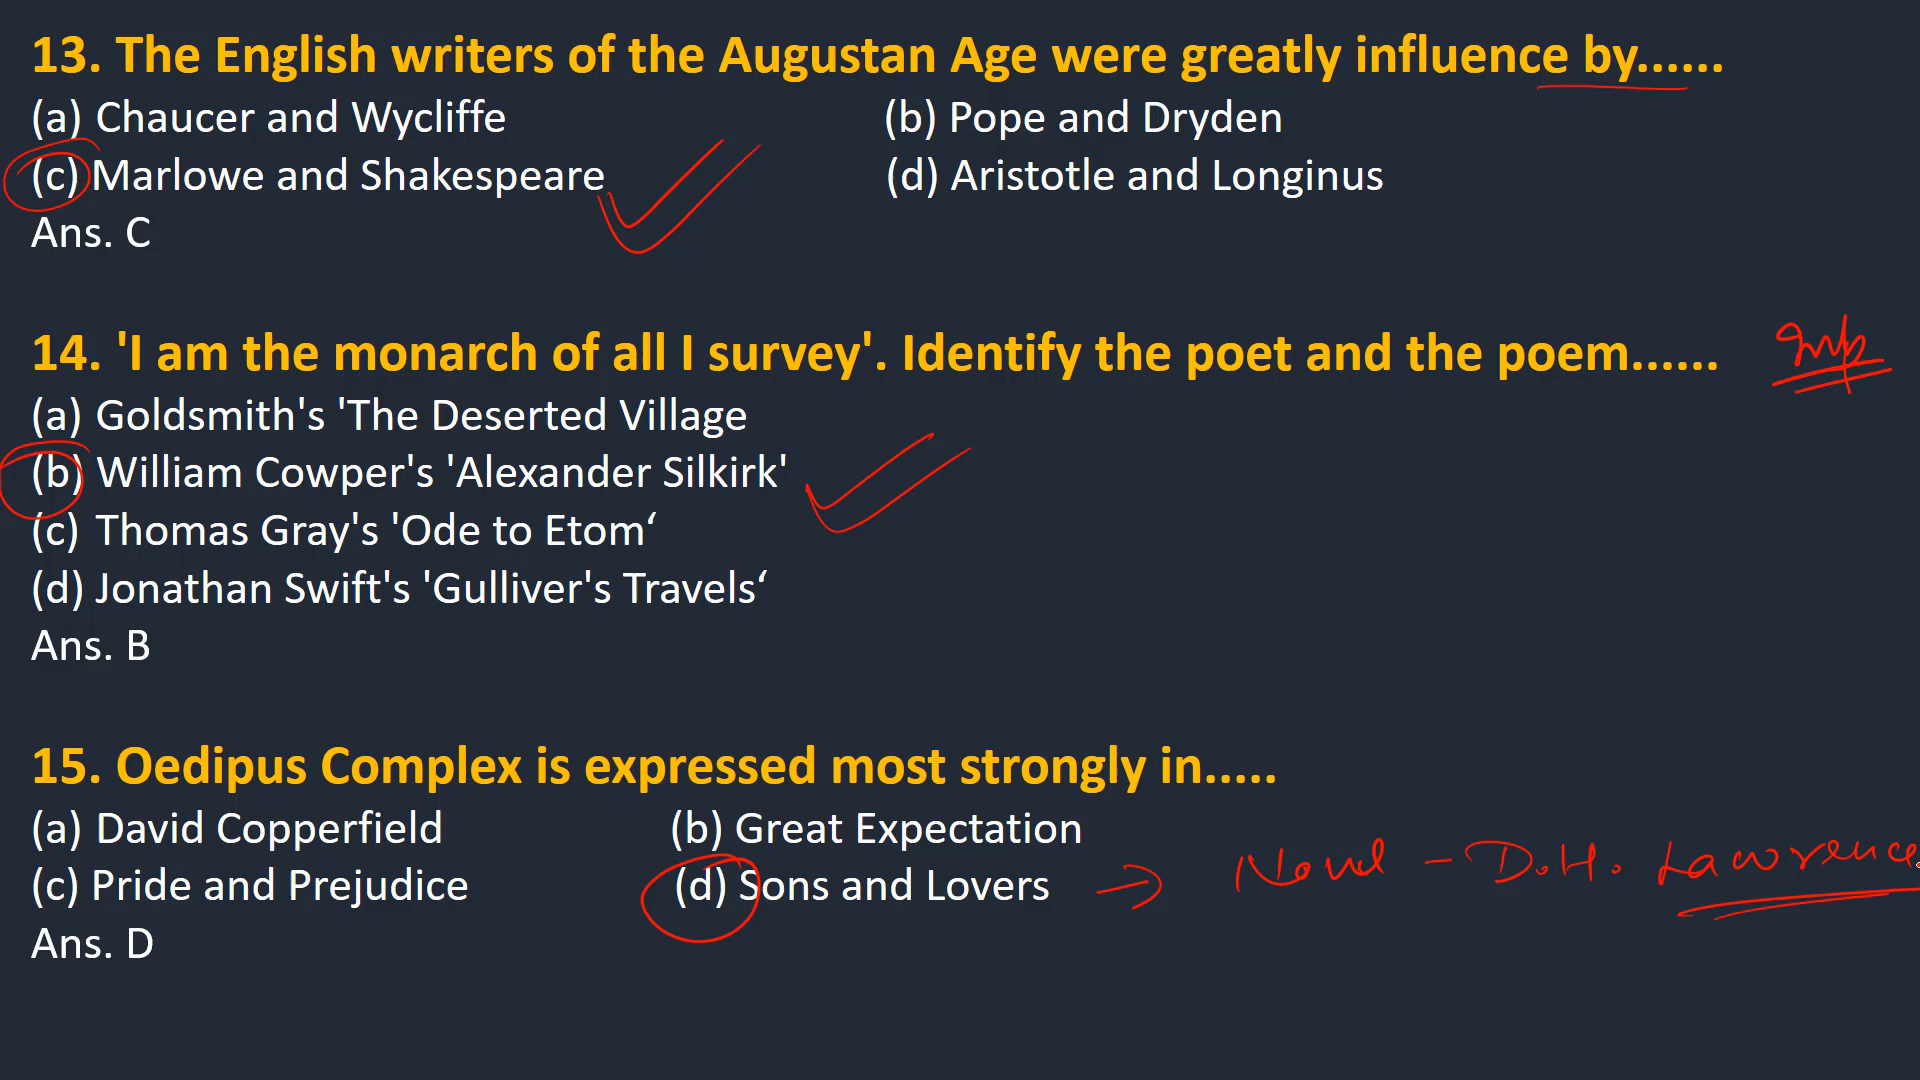 13. The English writers of the Augustan Age were greatly influence by......
(a) Chaucer and Wycliffe (b) Pope and Dryden
(c) Marlowe and Shakespeare (d) Aristotle and Longinus
Ans. C
14. 'I am the monarch of all I survey'. Identify the poet and the poem...... Imp
(a) Goldsmith's 'The Deserted Village
(b) William Cowper's 'Alexander Silkirk'
(c) Thomas Gray's 'Ode to Etom‘
(d) Jonathan Swift's 'Gulliver's Travels‘
Ans. B
15. Oedipus Complex is expressed most strongly in.....
(a) David Copperfield (b) Great Expectation
(c) Pride and Prejudice (d) Sons and Lovers → Novel - D.H. Lawrence
Ans. D